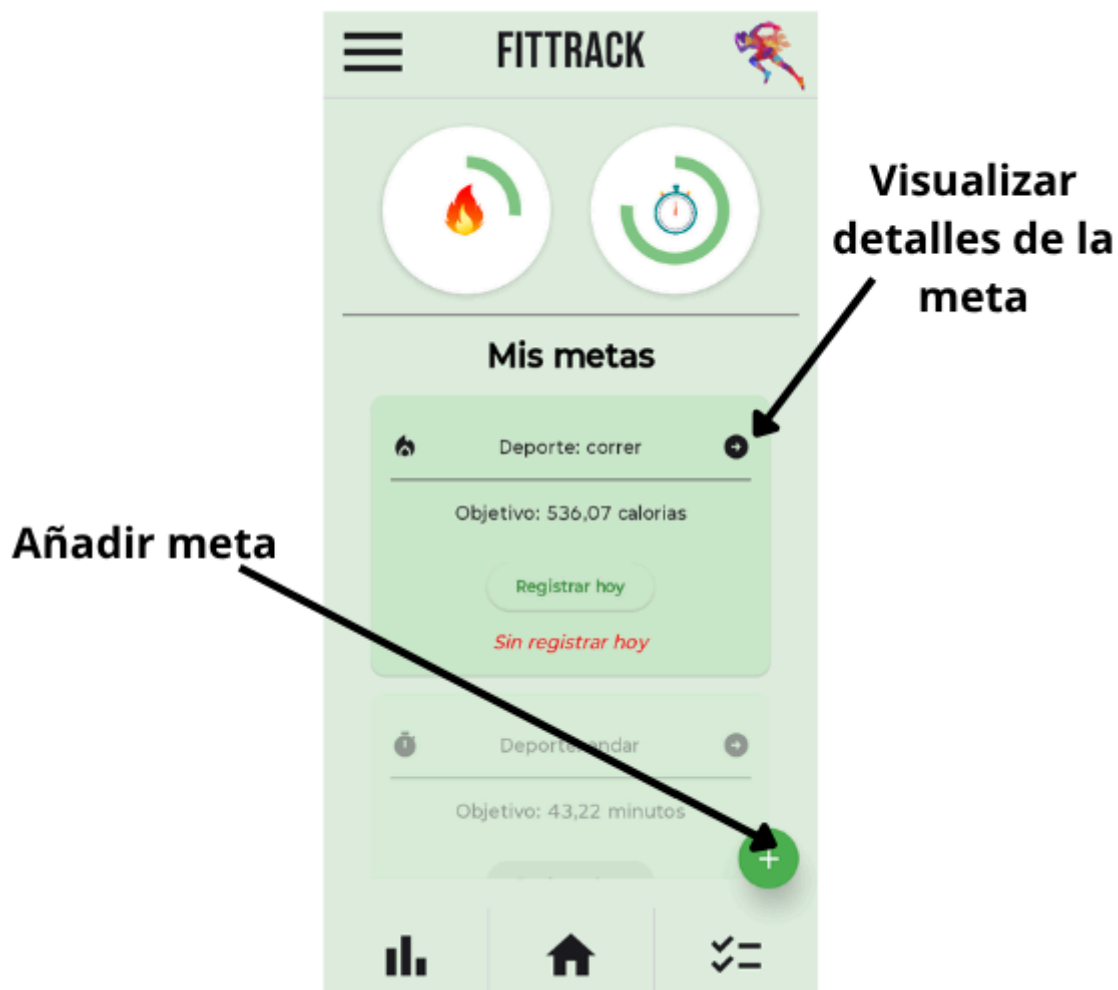 FITTRACK
Visualizar
detalles de la
meta
Mis metas
Deporte: correr
Objetivo: 536,07 calorias
Añadir meta
Registrar hoy
Sin registrar hoy
Deporte: andar
Objetivo: 43,22 minutos